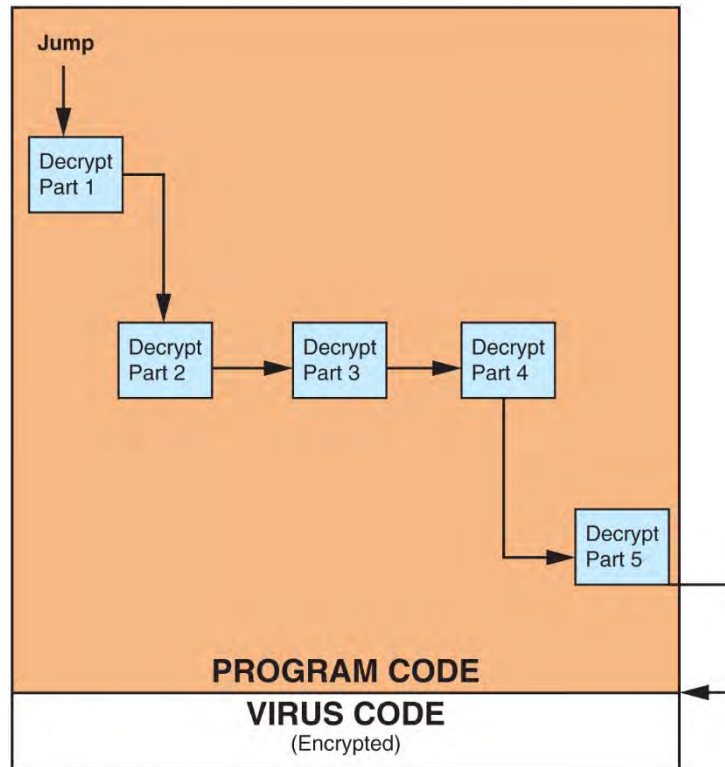 Jump
Decrypt
Part 1
Decrypt
Part 2
Decrypt
Part 3
Decrypt
Part 4
Decrypt
Part 5
PROGRAM CODE
VIRUS CODE
(Encrypted)